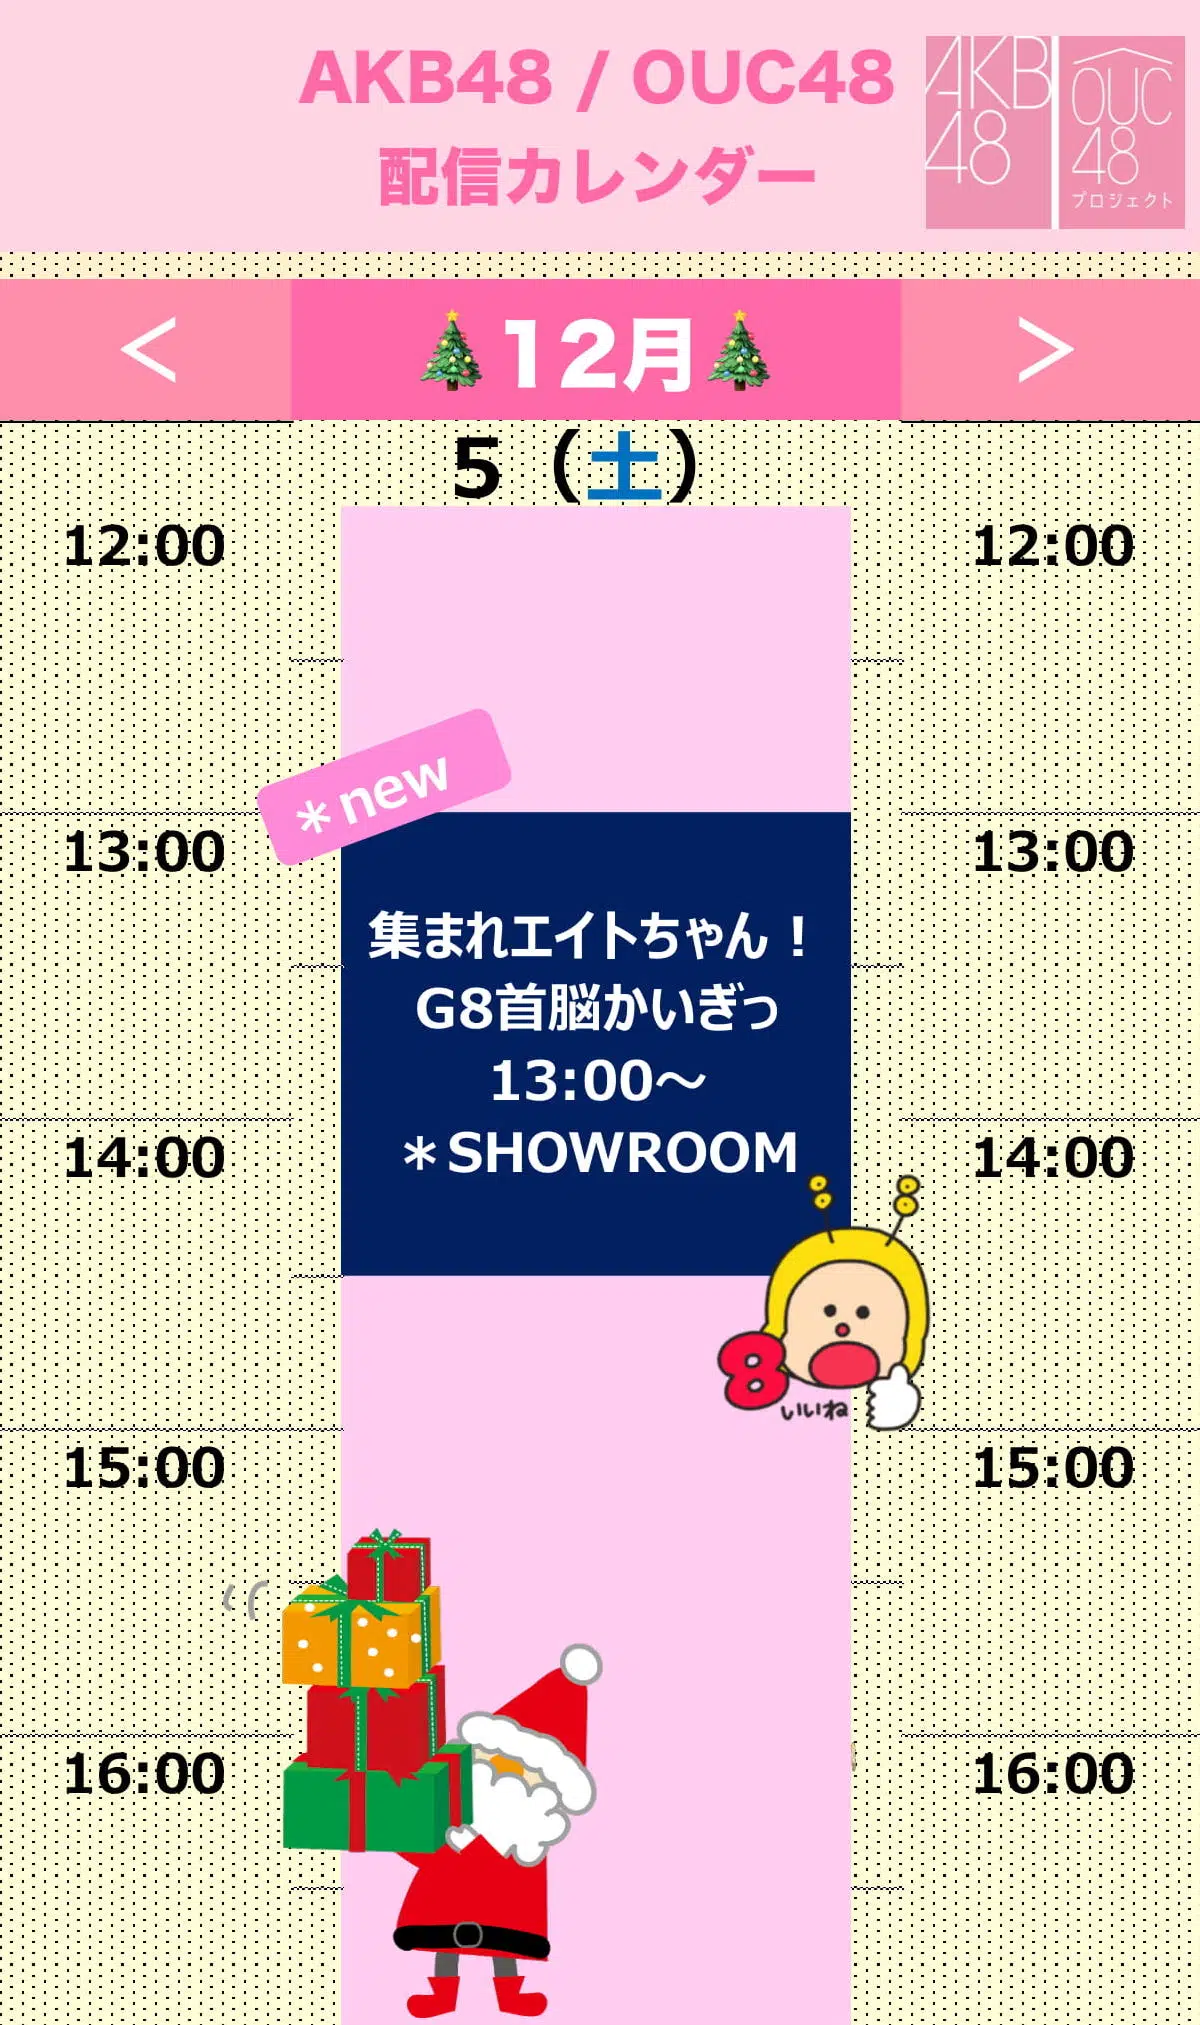 AKB48 / OUC48
配信カレンダー
AKB
48
OUC
48
プロジェクト
< 🎄12月🎄 >
5（土）
12:00
12:00
*new
13:00
13:00
集まれエイトちゃん！
G8首脳かいぎっ
13:00～
＊SHOWROOM
14:00
14:00
8
いいね
15:00
15:00
16:00
16:00